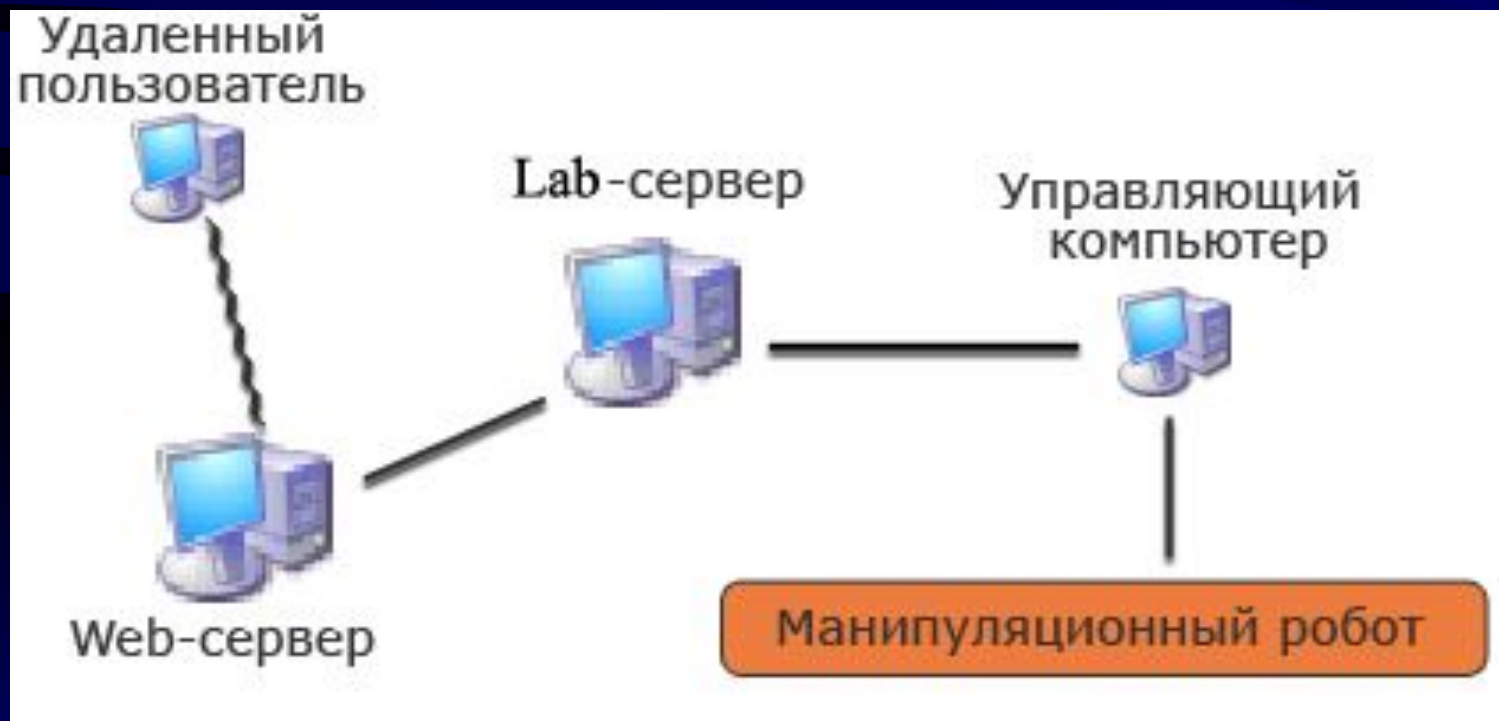 Удаленный
пользователь
Lab-сервер
Управляющий
компьютер
Web-сервер
Манипуляционный робот